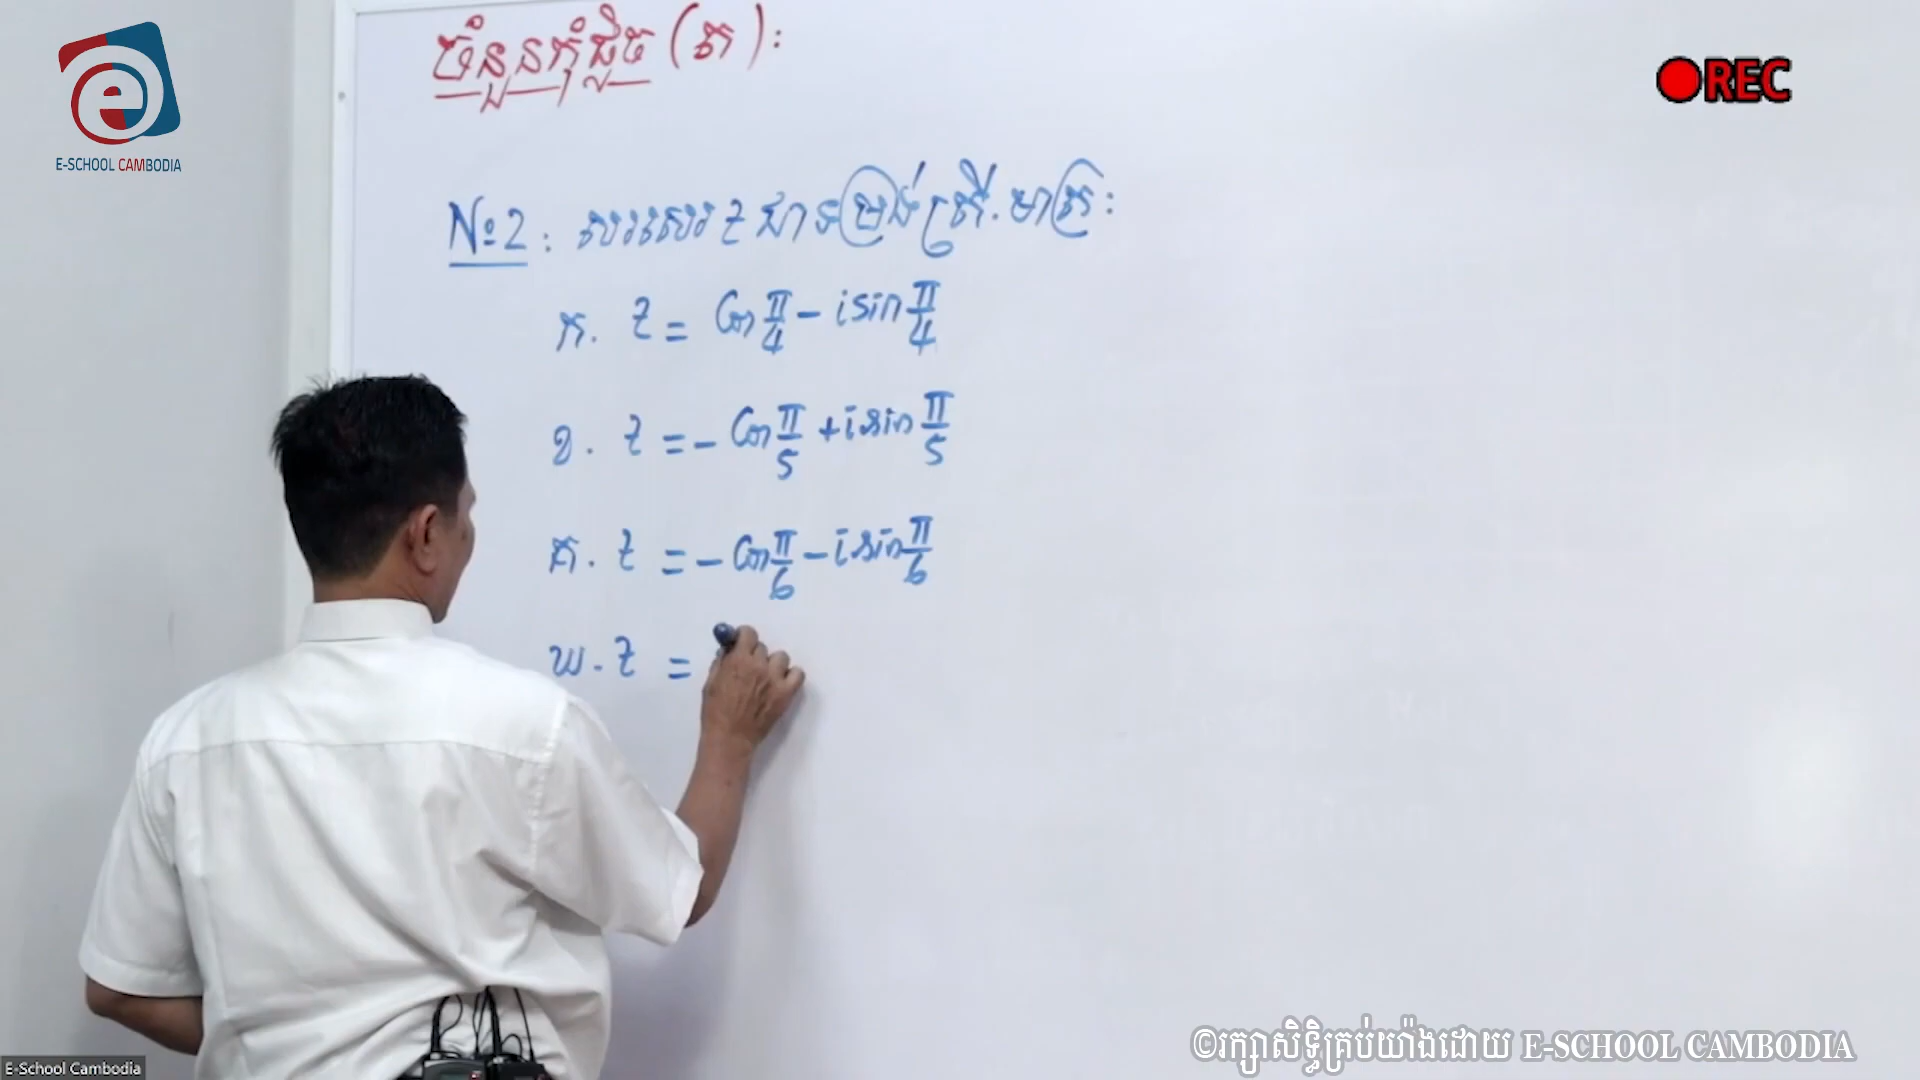 ចំនួនកុំផ្លិច (ត) :
E-SCHOOL CAMBODIA
REC
№2 : សរសេរ z ជាទម្រង់ត្រីកោណមាត្រ :
ក. z = cos π/4 - isin π/4
ខ. z = - cos π/5 + isin π/5
គ. z = - cos π/6 - isin π/6
ឃ. z =
©រក្សាសិទ្ធិគ្រប់យ៉ាងដោយ E-SCHOOL CAMBODIA
E-School Cambodia